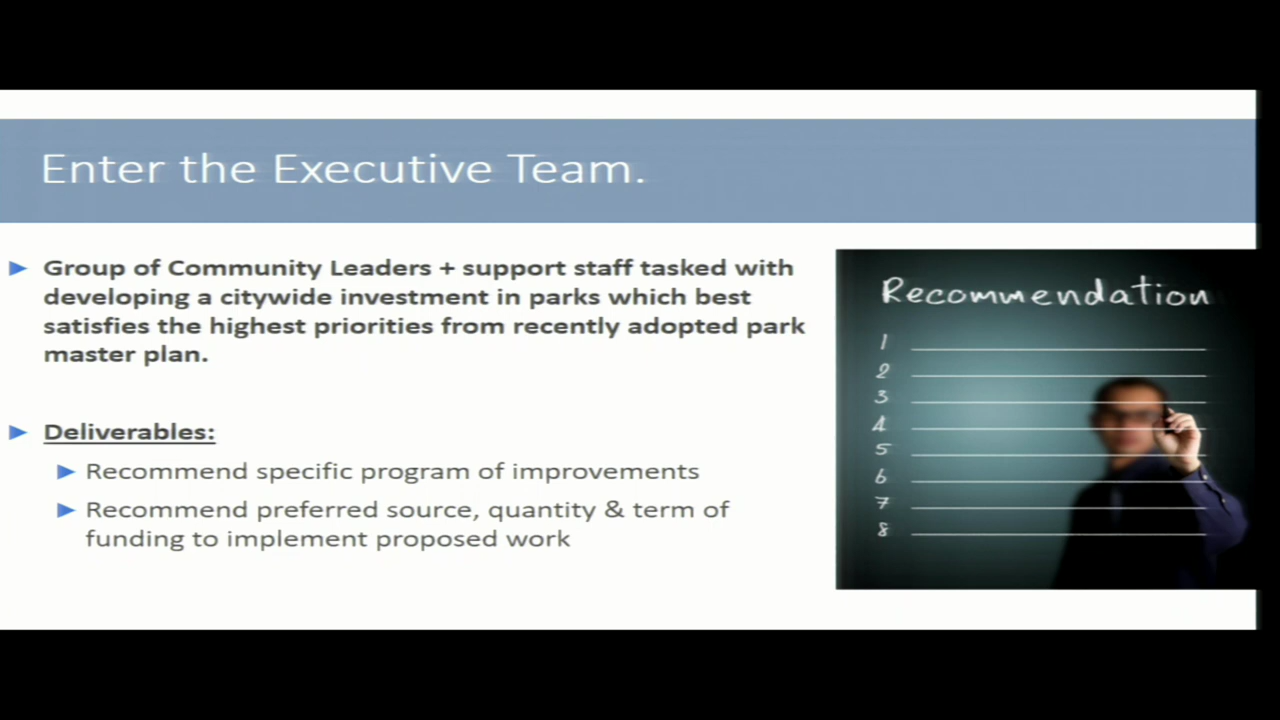 Enter the Executive Team.
Group of Community Leaders + support staff tasked with
developing a citywide investment in parks which best
satisfies the highest priorities from recently adopted park
master plan.
Deliverables:
Recommend specific program of improvements
Recommend preferred source, quantity & term of
funding to implement proposed work
Recommendation
1
2
3
4
5
6
7
8